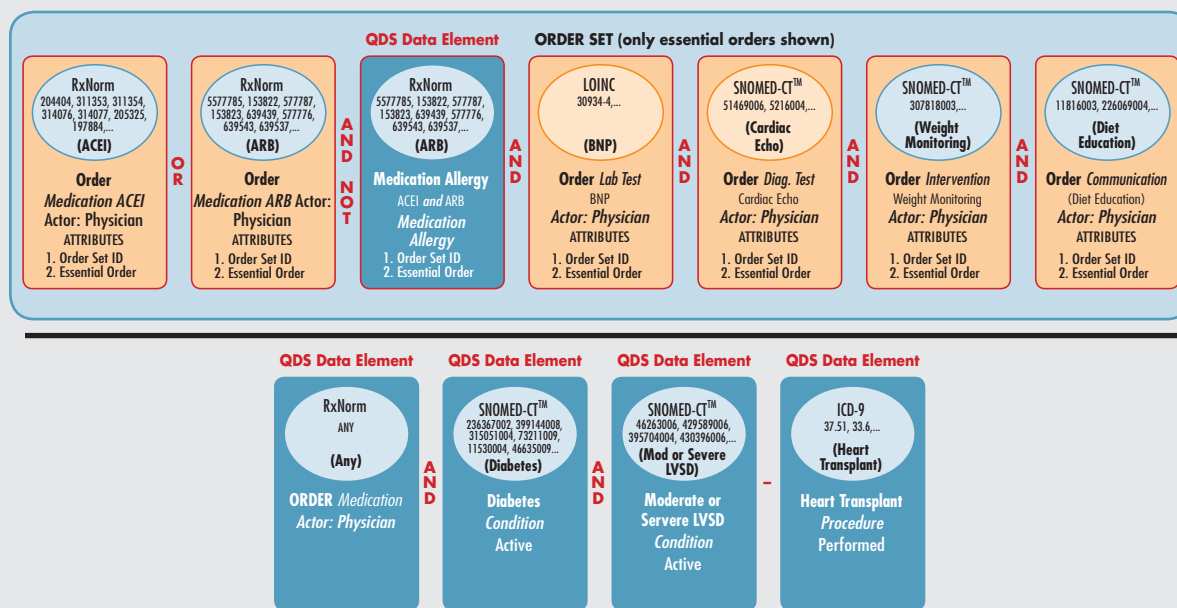 QDS Data Element
ORDER SET (only essential orders shown)
RxNorm
204404, 311353, 311354,
314076, 314077, 205325,
197884,...
(ACEI)
Order
Medication ACEI
Actor: Physician
ATTRIBUTES
1. Order Set ID
2. Essential Order
OR
RxNorm
5577785, 153822, 577787,
153823, 639439, 577776,
639543, 639537,...
(ARB)
Order
Medication ARB Actor:
Physician
ATTRIBUTES
1. Order Set ID
2. Essential Order
AND NOT
RxNorm
5577785, 153822, 577787,
153823, 639439, 577776,
639543, 639537,...
(ARB)
Medication Allergy
ACEI and ARB
Medication
Allergy
1. Order Set ID
2. Essential Order
AND
LOINC
30934-4,...
(BNP)
Order Lab Test
BNP
Actor: Physician
ATTRIBUTES
1. Order Set ID
2. Essential Order
AND
SNOMED-CT™
51469006, 5216004,...
(Cardiac
Echo)
Order Diag. Test
Cardiac Echo
Actor: Physician
ATTRIBUTES
1. Order Set ID
2. Essential Order
AND
SNOMED-CT™
307818003,...
(Weight
Monitoring)
Order Intervention
Weight Monitoring
Actor: Physician
ATTRIBUTES
1. Order Set ID
2. Essential Order
AND
SNOMED-CT™
11816003, 226069004,...
(Diet
Education)
Order Communication
(Diet Education)
Actor: Physician
ATTRIBUTES
1. Order Set ID
2. Essential Order
QDS Data Element
RxNorm
ANY
(Any)
ORDER Medication
Actor: Physician
AND
QDS Data Element
SNOMED-CT™
236367002, 399144008,
315051004, 73211009,
11530004, 46635009...
(Diabetes)
Diabetes
Condition
Active
AND
QDS Data Element
SNOMED-CT™
46263006, 429589006,
395704004, 430396006,...
(Mod or Severe
LVSD)
Moderate or
Servere LVSD
Condition
Active
–
QDS Data Element
ICD-9
37.51, 33.6,...
(Heart
Transplant)
Heart Transplant
Procedure
Performed